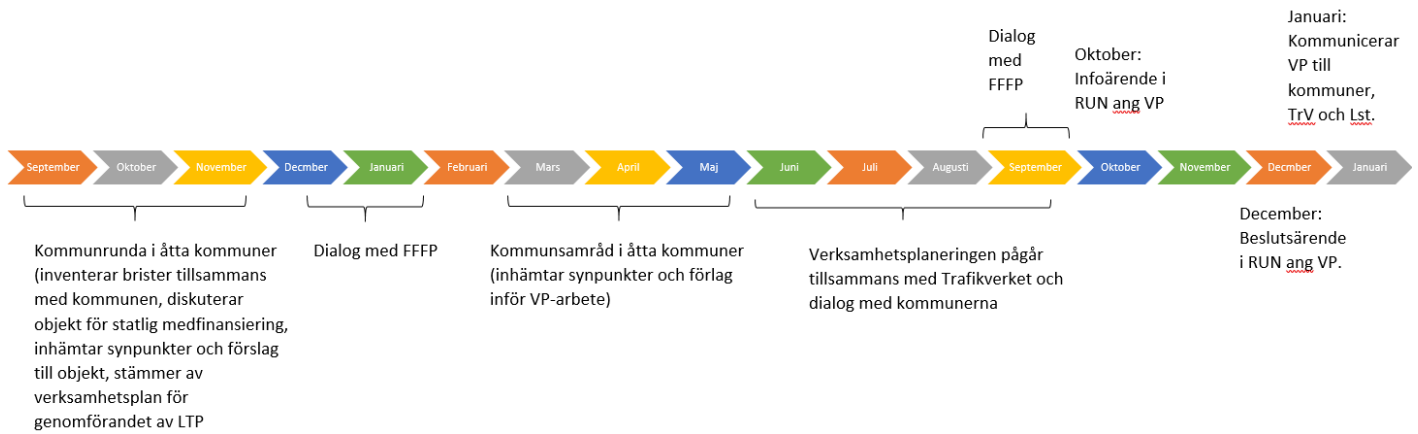 Dialog
med
FFFP
Oktober:
Infoärende i
RUN ang VP
Januari:
Kommunicerar
VP till
kommuner,
TrV och Lst.
September
Oktober
November
Decmber
Januari
Februari
Mars
April
Maj
Juni
Juli
Augusti
September
Oktober
November
Decmber
Januari
Kommunrunda i åtta kommuner
(inventerar brister tillsammans
med kommunen, diskuterar
objekt för statlig medfinansiering,
inhämtar synpunkter och förslag
till objekt, stämmer av
verksamhetsplan för
genomförandet av LTP
Dialog med FFFP
Kommunsamråd i åtta kommuner
(inhämtar synpunkter och förlag
inför VP-arbete)
Verksamhetsplaneringen pågår
tillsammans med Trafikverket och
dialog med kommunerna
December:
Beslutsärende
i RUN ang VP.